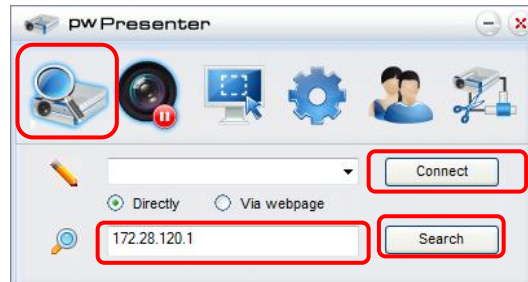 pwPresenter
Connect
Directly Via webpage
172.28.120.1 Search